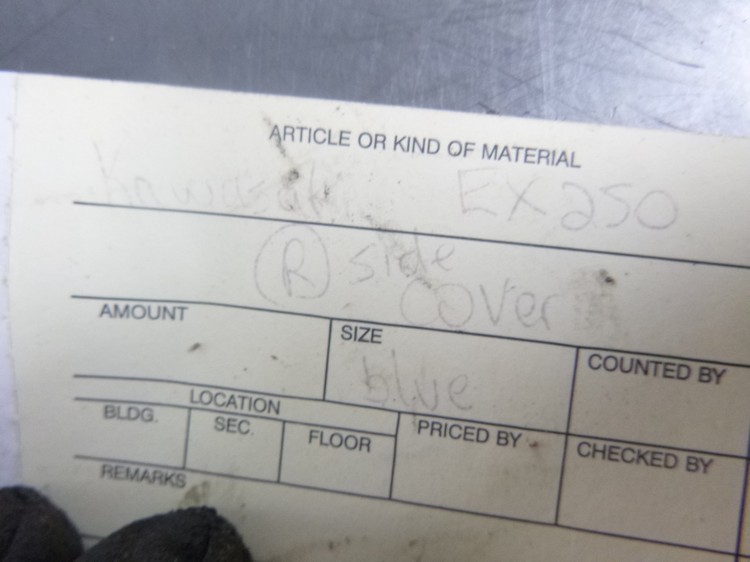 ARTICLE OR KIND OF MATERIAL
Kawasaki EX250
R side
cover
AMOUNT SIZE COUNTED BY
blue
LOCATION
BLDG. SEC. FLOOR PRICED BY CHECKED BY
REMARKS